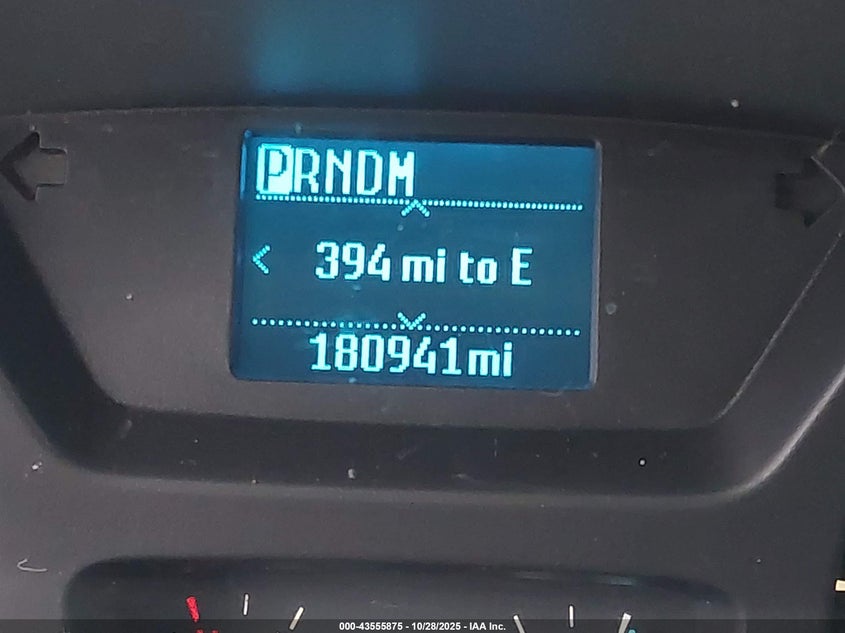 PRNDM
394 mi to E
180941mi
000-43555875 - 10/28/2025 - IAA Inc.